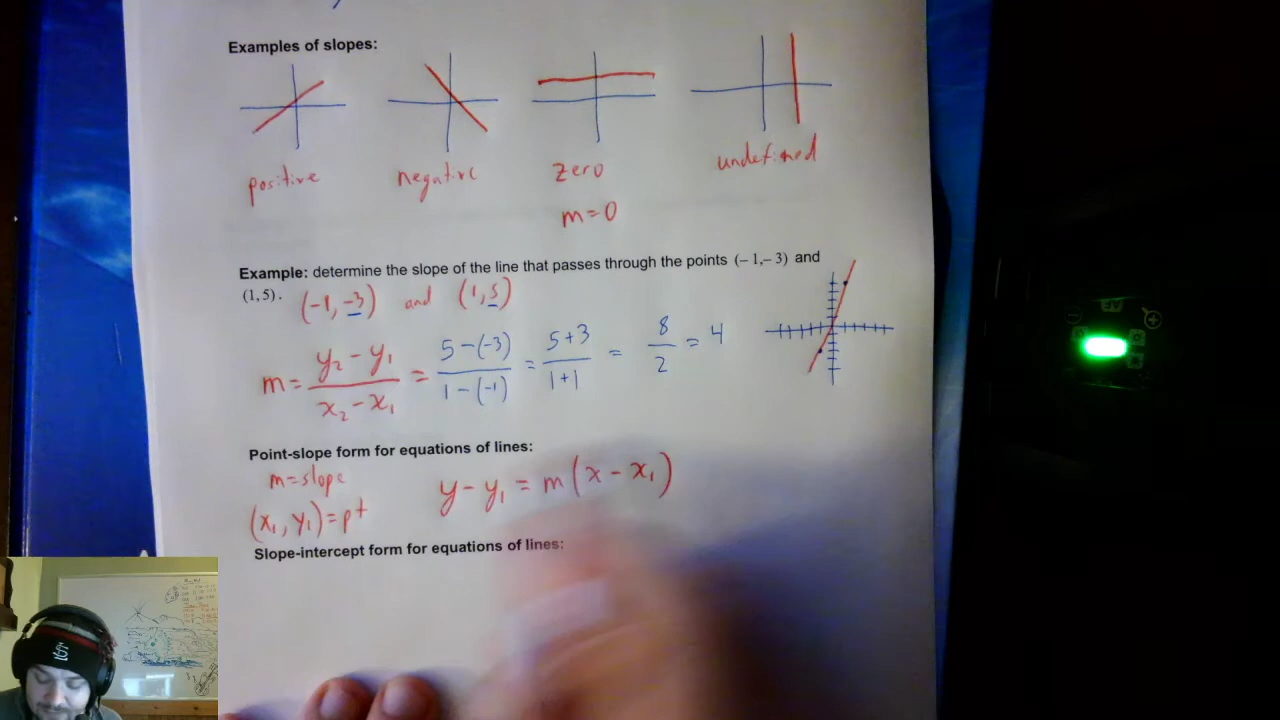 Examples of slopes:
positive negative zero undefined
m=0
Example: determine the slope of the line that passes through the points (−1,−3) and
(1,5). (-1,-3) and (1,5)
m = y₂ - y₁ / x₂ - x₁ = 5-(-3) / 1-(-1) = 5+3 / 1+1 = 8 / 2 = 4
Point-slope form for equations of lines:
m=slope
(x₁, y₁)=pt y - y₁ = m(x - x₁)
Slope-intercept form for equations of lines: